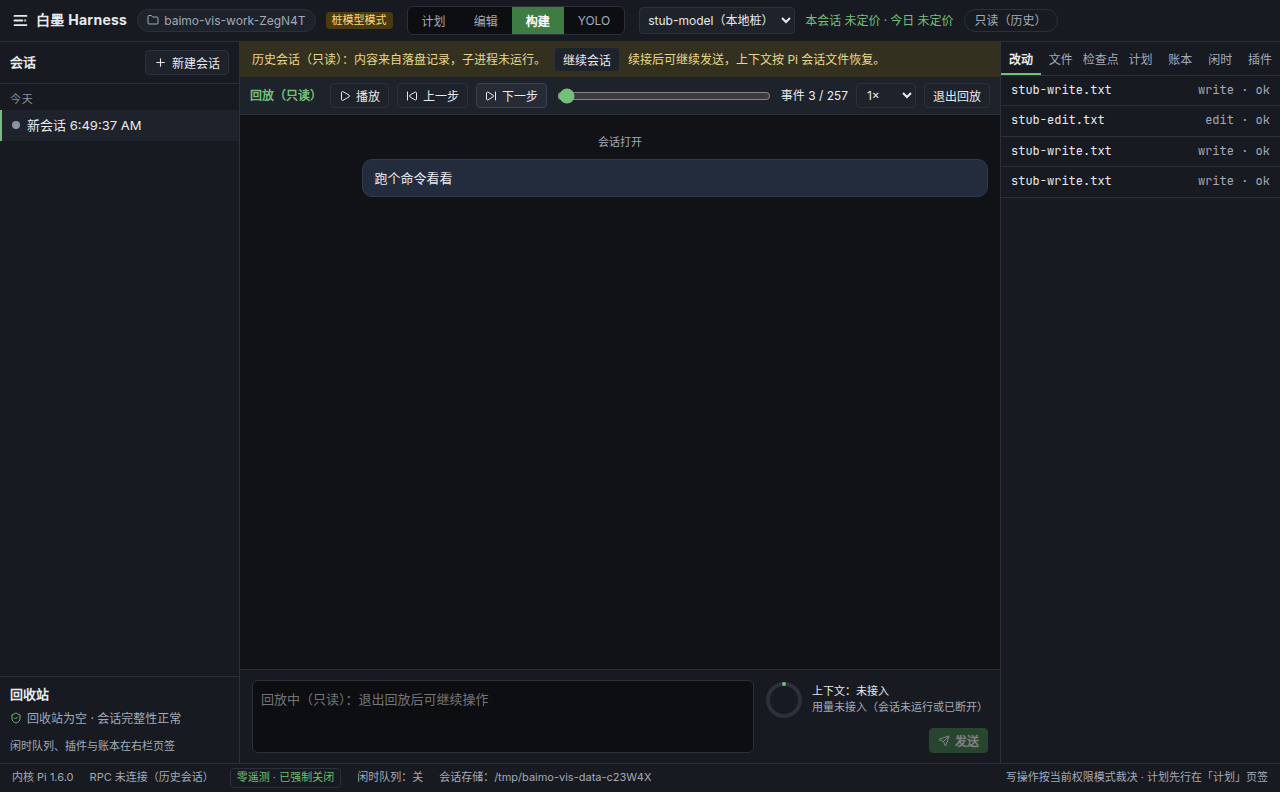 白墨 Harness baimo-vis-work-ZegN4T 桩模型模式 计划 编辑 构建 YOLO stub-model（本地桩） 本会话 未定价 · 今日 未定价 只读（历史）
会话 新建会话
今天
新会话 6:49:37 AM
回收站
回收站为空 · 会话完整性正常
闲时队列、插件与账本在右栏页签
历史会话（只读）：内容来自落盘记录，子进程未运行。 继续会话 续接后可继续发送，上下文按 Pi 会话文件恢复。
回放（只读） 播放 上一步 下一步 事件 3 / 257 1× 退出回放
会话打开
跑个命令看看
回放中（只读）：退出回放后可继续操作
上下文：未接入
用量未接入（会话未运行或已断开）
发送
改动 文件 检查点 计划 账本 闲时 插件
stub-write.txt write · ok
stub-edit.txt edit · ok
stub-write.txt write · ok
stub-write.txt write · ok
内核 Pi 1.6.0 RPC 未连接（历史会话） 零遥测 · 已强制关闭 闲时队列：关 会话存储：/tmp/baimo-vis-data-c23W4X 写操作按当前权限模式裁决 · 计划先行在「计划」页签